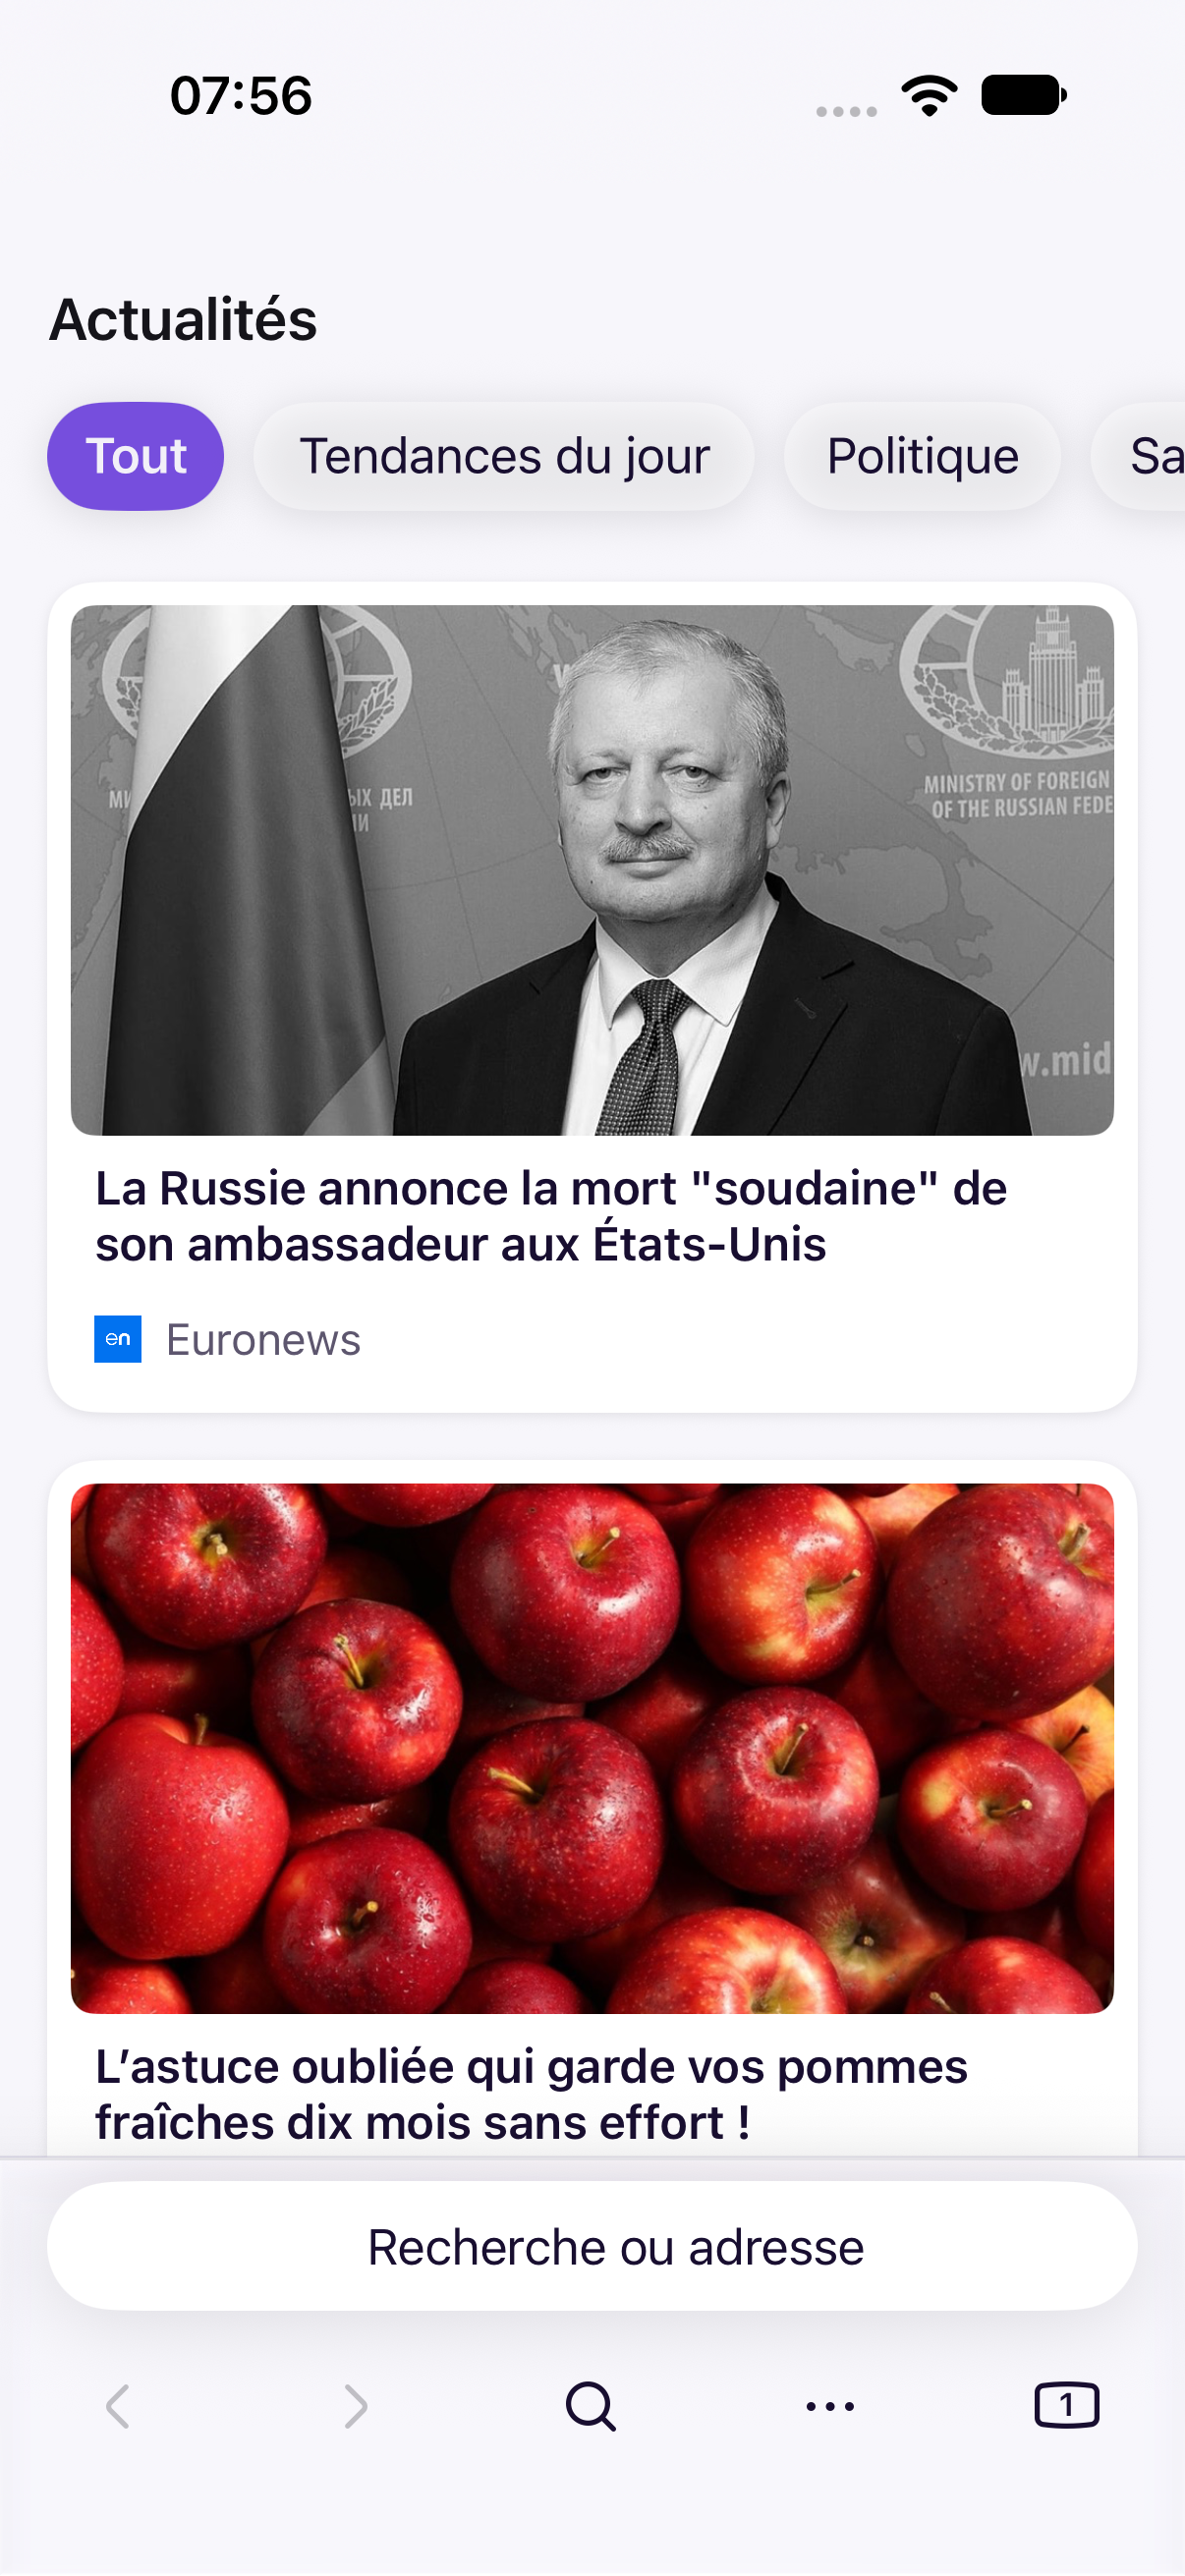 07:56
Actualités
Tout
Tendances du jour
Politique
Sa
ЫХ ДЕЛ
MINISTRY OF FOREIGN
OF THE RUSSIAN FEDE
w.mid
La Russie annonce la mort "soudaine" de
son ambassadeur aux États-Unis
en Euronews
L’astuce oubliée qui garde vos pommes
fraîches dix mois sans effort !
Recherche ou adresse
1